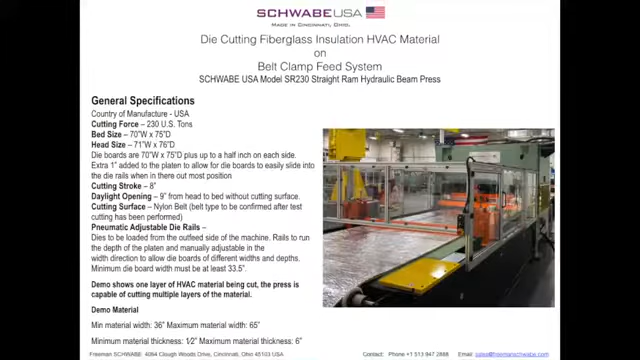 SCHWABE USA
MADE IN CINCINNATI, OHIO.
Die Cutting Fiberglass Insulation HVAC Material
on
Belt Clamp Feed System
SCHWABE USA Model SR230 Straight Ram Hydraulic Beam Press
General Specifications
Country of Manufacture - USA
Cutting Force – 230 U.S. Tons
Bed Size – 70"W x 75"D
Head Size – 71"W x 76"D
Die boards are 70"W x 75"D plus up to a half inch on each side.
Extra 1" added to the platen to allow for die boards to easily slide into
the die rails when in there out most position
Cutting Stroke – 8"
Daylight Opening – 9" from head to bed without cutting surface.
Cutting Surface – Nylon Belt (belt type to be confirmed after test
cutting has been performed)
Pneumatic Adjustable Die Rails –
Dies to be loaded from the outfeed side of the machine. Rails to run
the depth of the platen and manually adjustable in the
width direction to allow die boards of different widths and depths.
Minimum die board width must be at least 33.5".
Demo shows one layer of HVAC material being cut, the press is
capable of cutting multiple layers of the material.
Demo Material
Min material width: 36" Maximum material width: 65"
Minimum material thickness: 1/2" Maximum material thickness: 6"
Freeman SCHWABE 4064 Clough Woods Drive, Cincinnati, Ohio 45103 USA
Contact: Phone +1 513 947 2888 Email: sales@freemanschwabe.com